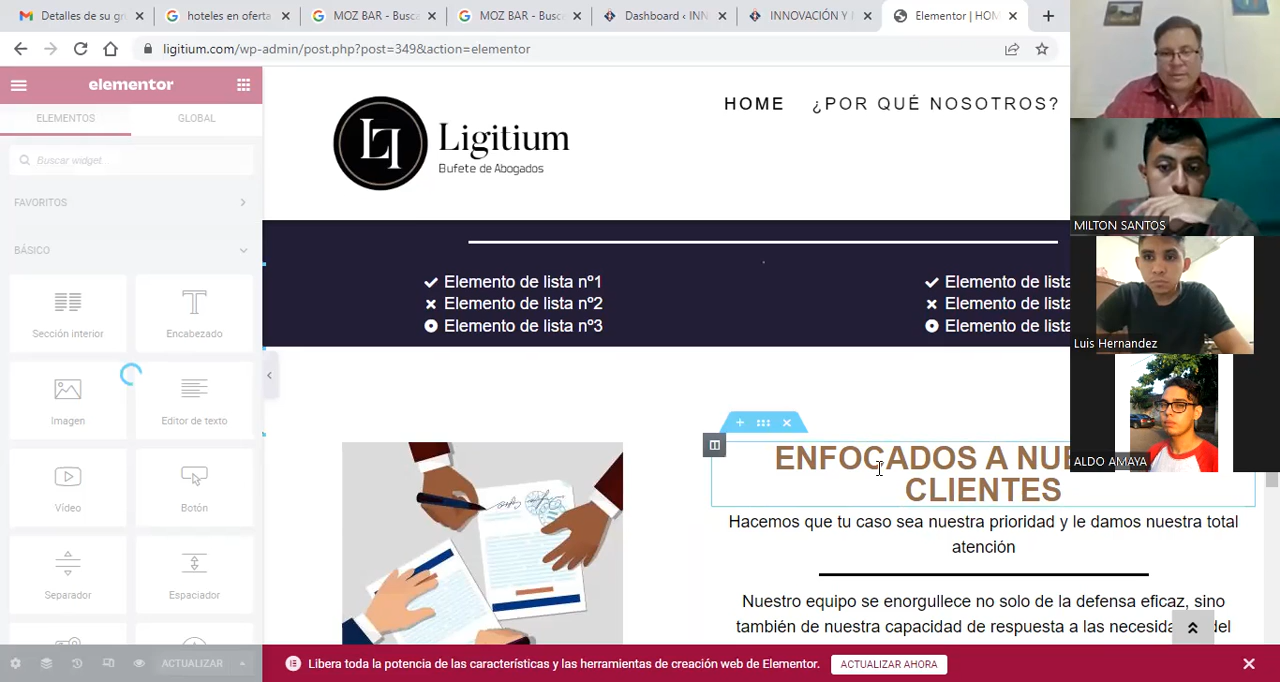 Detalles de su gr
hoteles en oferta
MOZ BAR - Busca
MOZ BAR - Busca
Dashboard ‹ INN
INNOVACIÓN Y
Elementor | HOM
ligitium.com/wp-admin/post.php?post=349&action=elementor
elementor
ELEMENTOS
GLOBAL
Buscar widget
FAVORITOS
BÁSICO
Sección interior
Encabezado
Imagen
Editor de texto
Vídeo
Botón
Separador
Espaciador
ACTUALIZAR
LT Ligitium
Bufete de Abogados
HOME ¿POR QUÉ NOSOTROS?
Elemento de lista nº1
Elemento de lista nº2
Elemento de lista nº3
Elemento de lista
Elemento de lista
Elemento de lista
ENFOCADOS A NUE
CLIENTES
Hacemos que tu caso sea nuestra prioridad y le damos nuestra total
atención
Nuestro equipo se enorgullece no solo de la defensa eficaz, sino
también de nuestra capacidad de respuesta a las necesida del
Libera toda la potencia de las características y las herramientas de creación web de Elementor.
ACTUALIZAR AHORA
MILTON SANTOS
Luis Hernandez
ALDO AMAYA